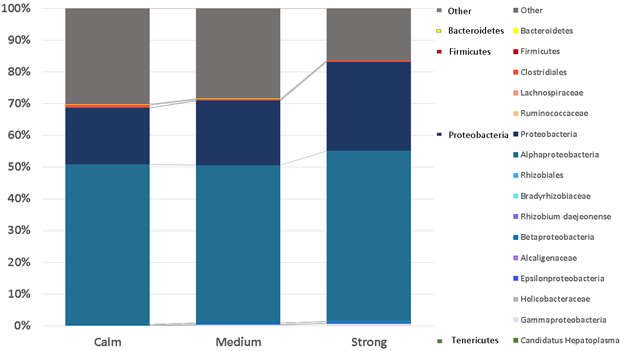 100%
90%
80%
70%
60%
50%
40%
30%
20%
10%
0%
Calm
Medium
Strong
Other
Bacteroidetes
Firmicutes
Proteobacteria
Tenericutes
Other
Bacteroidetes
Firmicutes
Clostridiales
Lachnospiraceae
Ruminococcaceae
Proteobacteria
Alphaproteobacteria
Rhizobiales
Bradyrhizobiaceae
Rhizobium daejeonense
Betaproteobacteria
Alcaligenaceae
Epsilonproteobacteria
Helicobacteraceae
Gammaproteobacteria
Candidatus Hepatoplasma